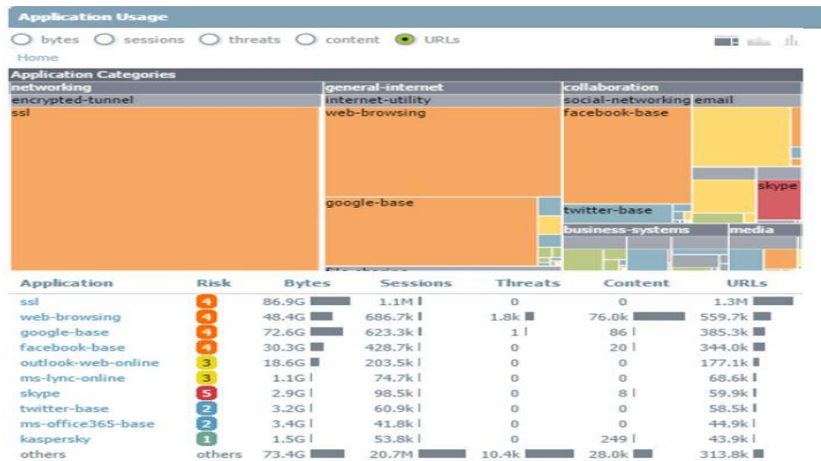 Application Usage
bytes sessions threats content URLs
Home
Application Categories
networking general-internet collaboration
encrypted-tunnel internet-utility social-networking email
ssl web-browsing facebook-base
skype
google-base twitter-base
business-systems media
file-sharing
Application Risk Bytes Sessions Threats Content URLs
ssl 4 86.9G 1.1M 0 0 1.3M
web-browsing 4 48.4G 686.7k 1.8k 76.0k 559.7k
google-base 4 72.6G 623.3k 1 86 385.3k
facebook-base 4 30.3G 428.7k 0 20 344.0k
outlook-web-online 3 18.6G 203.5k 0 0 177.1k
ms-lync-online 3 1.1G 74.7k 0 0 68.6k
skype 5 2.9G 98.5k 0 8 59.9k
twitter-base 2 3.2G 60.9k 0 0 58.5k
ms-office365-base 2 3.4G 41.8k 0 0 44.9k
kaspersky 1 1.5G 53.8k 0 249 43.9k
others others 73.4G 20.7M 10.4k 28.0k 313.8k